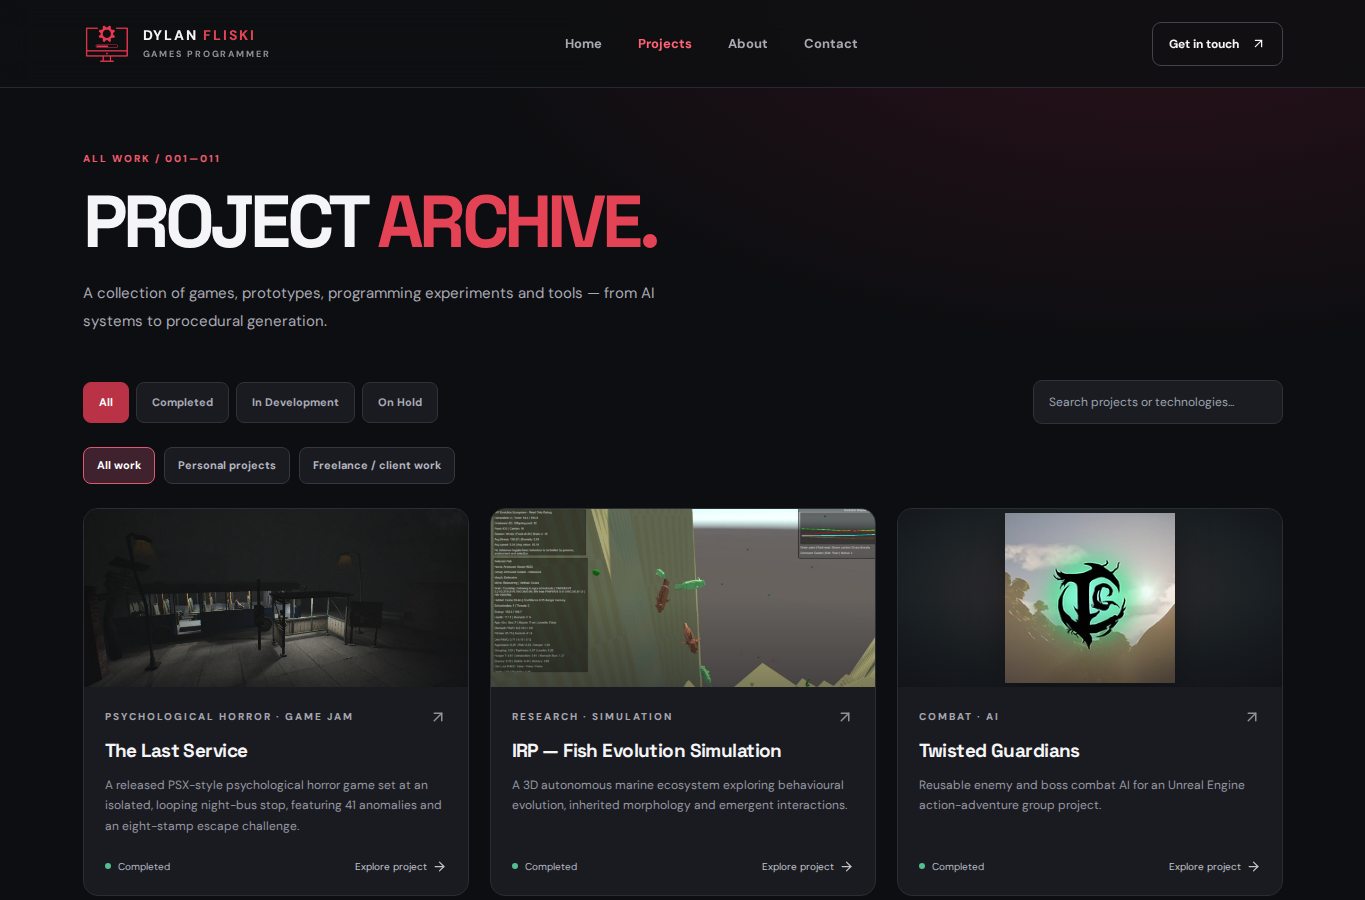 DYLAN FLISKI
GAMES PROGRAMMER
Home
Projects
About
Contact
Get in touch
ALL WORK / 001—011
PROJECT ARCHIVE.
A collection of games, prototypes, programming experiments and tools — from AI
systems to procedural generation.
All
Completed
In Development
On Hold
Search projects or technologies…
All work
Personal projects
Freelance / client work
PSYCHOLOGICAL HORROR · GAME JAM
The Last Service
A released PSX-style psychological horror game set at an
isolated, looping night-bus stop, featuring 41 anomalies and
an eight-stamp escape challenge.
Completed
Explore project
RESEARCH · SIMULATION
IRP — Fish Evolution Simulation
A 3D autonomous marine ecosystem exploring behavioural
evolution, inherited morphology and emergent interactions.
Completed
Explore project
COMBAT · AI
Twisted Guardians
Reusable enemy and boss combat AI for an Unreal Engine
action-adventure group project.
Completed
Explore project